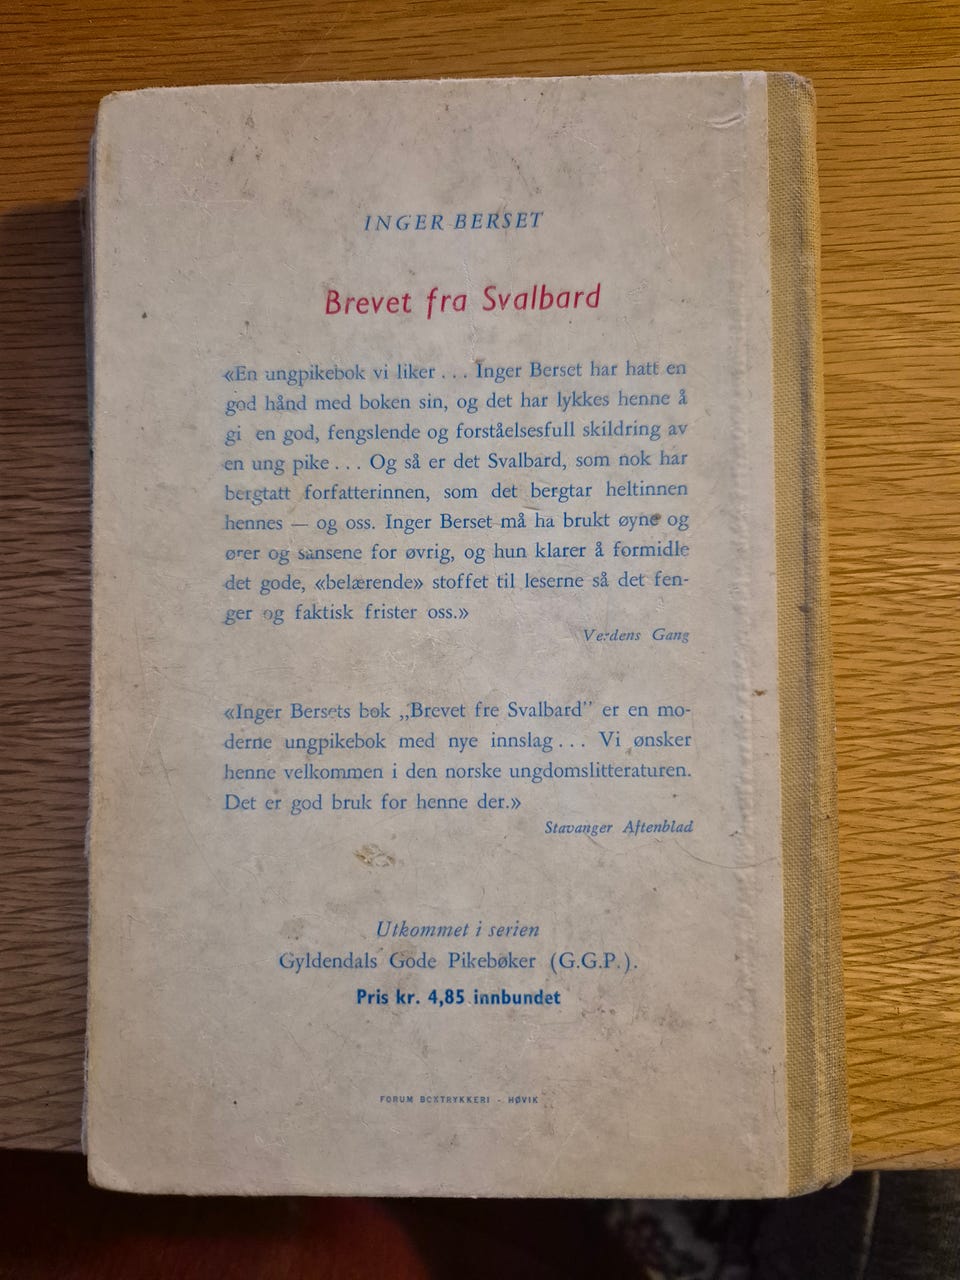 INGER BERSET
Brevet fra Svalbard
«En ungpikebok vi liker . . . Inger Berset har hatt en
god hånd med boken sin, og det har lykkes henne å
gi en god, fengslende og forståelsesfull skildring av
en ung pike . . . Og så er det Svalbard, som nok har
bergtatt forfatterinnen, som det bergtar heltinnen
hennes — og oss. Inger Berset må ha brukt øyne og
ører og sansene for øvrig, og hun klarer å formidle
det gode, «belærende» stoffet til leserne så det fen-
ger og faktisk frister oss.»
Verdens Gang
«Inger Bersets bok „Brevet fre Svalbard” er en mo-
derne ungpikebok med nye innslag . . . Vi ønsker
henne velkommen i den norske ungdomslitteraturen.
Det er god bruk for henne der.»
Stavanger Aftenblad
Utkommet i serien
Gyldendals Gode Pikebøker (G.G.P.).
Pris kr. 4,85 innbundet
FORUM BOKTRYKKERI - HØVIK